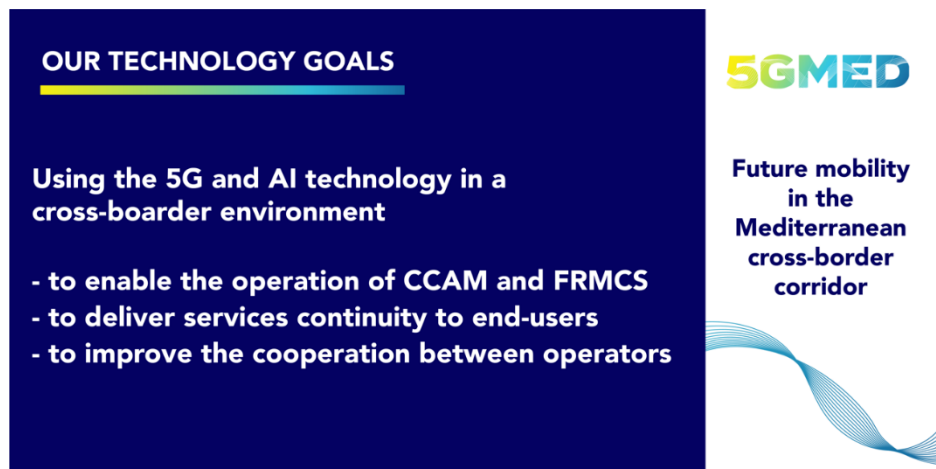 OUR TECHNOLOGY GOALS
Using the 5G and AI technology in a
cross-boarder environment
- to enable the operation of CCAM and FRMCS
- to deliver services continuity to end-users
- to improve the cooperation between operators
5GMED
Future mobility
in the
Mediterranean
cross-border
corridor